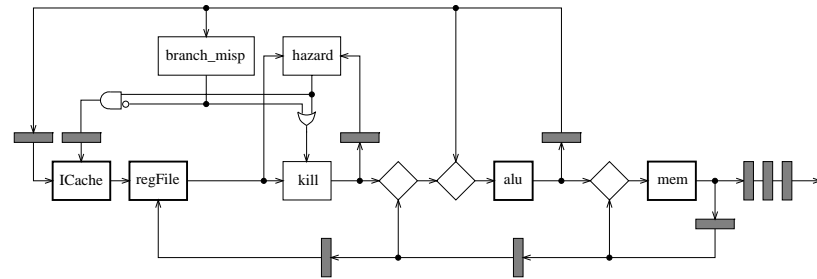 branch_misp
hazard
ICache
regFile
kill
alu
mem